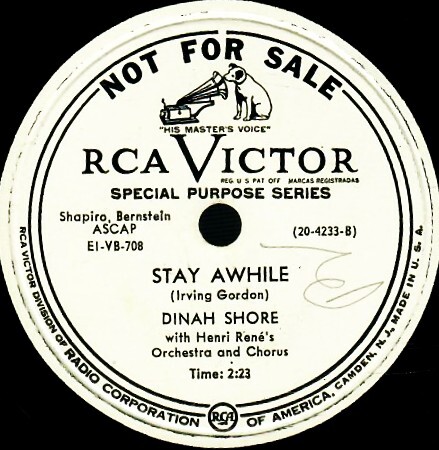 NOT FOR SALE
"HIS MASTER'S VOICE"
RCA VICTOR
REG. U S PAT OFF MARCAS REGISTRADAS
SPECIAL PURPOSE SERIES
Shapiro, Bernstein
ASCAP
E1-VB-708
(20-4233-B)
STAY AWHILE
(Irving Gordon)
DINAH SHORE
with Henri René's
Orchestra and Chorus
Time: 2:23
RCA VICTOR DIVISION OF RADIO CORPORATION RCA OF AMERICA, CAMDEN, N. J., MADE IN U. S. A.